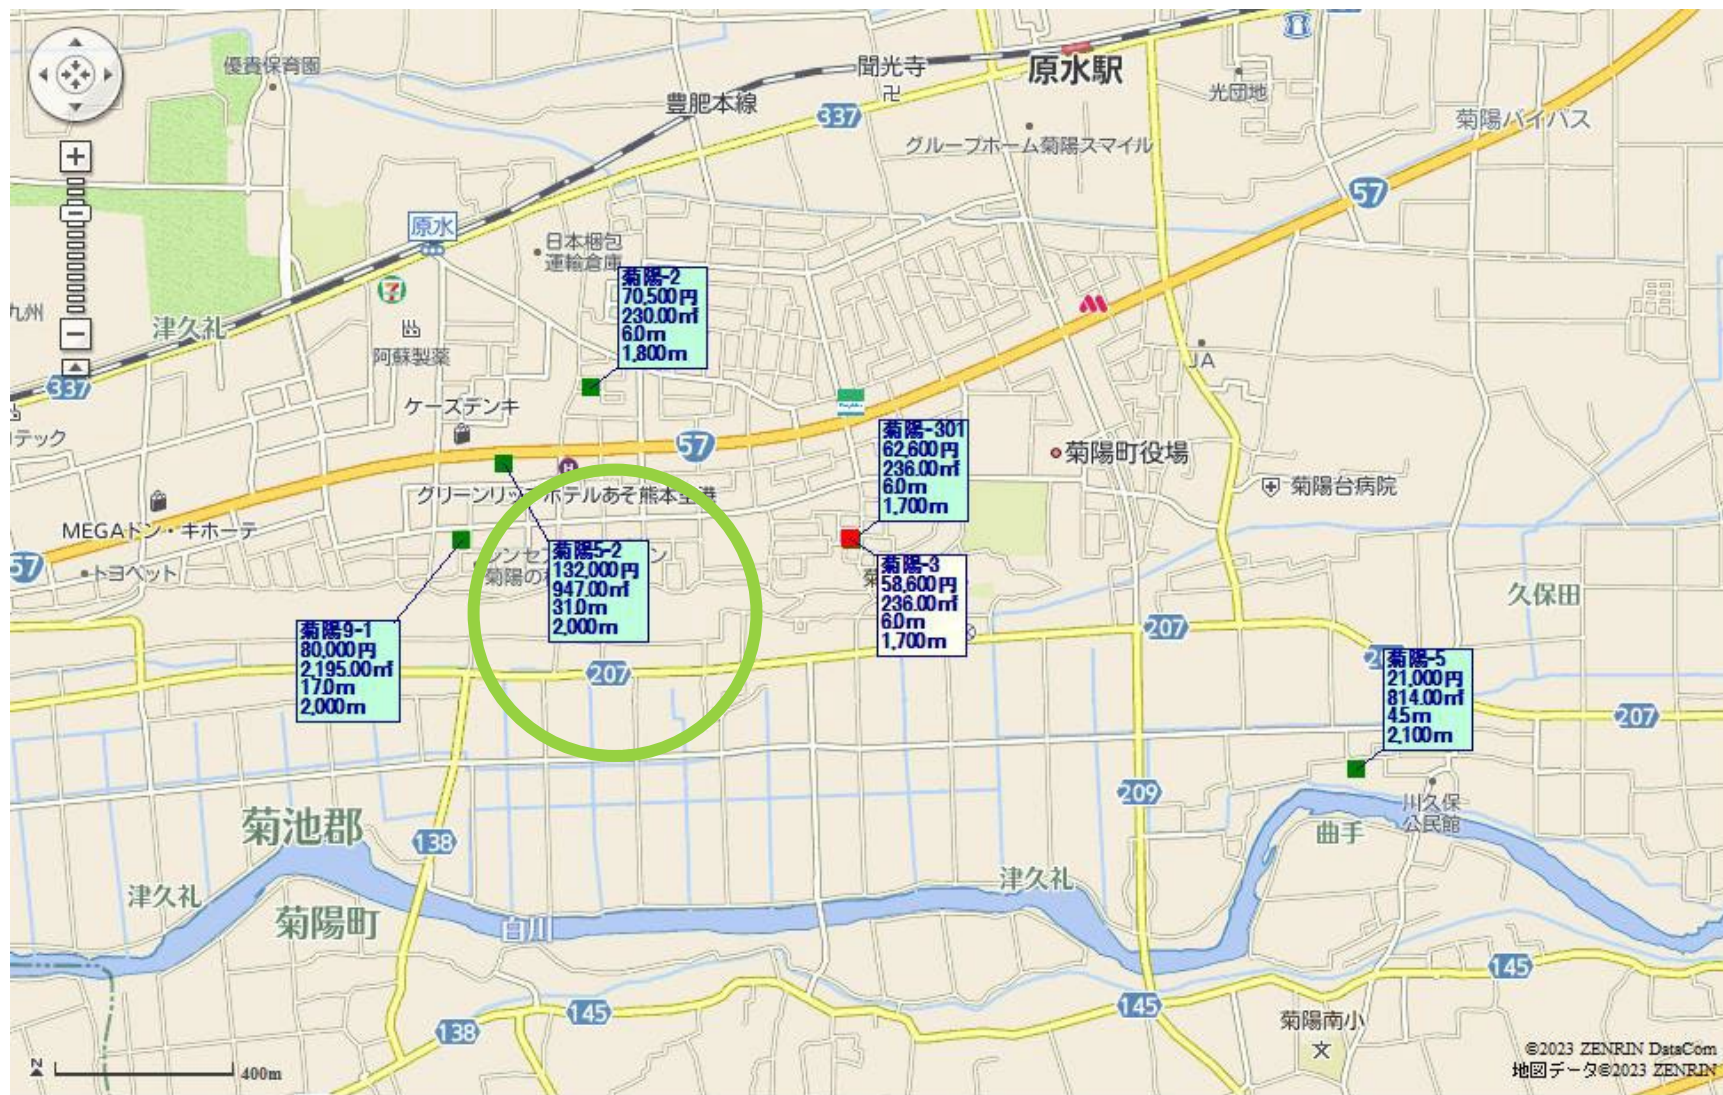 優貴保育園
聞光寺
原水駅
豊肥本線
337
光団地
菊陽バイパス
グループホーム菊陽スマイル
57
原水
日本梱包
運輸倉庫
九州
津久礼
阿蘇製薬
菊陽-2
70,500円
230.00㎡
6.0m
1,800m
JA
337
ケーズデンキ
テック
57
菊陽-301
62,600円
236.00㎡
6.0m
1,700m
菊陽町役場
菊陽台病院
H
グリーンリッチホテルあそ熊本空港
MEGAドン・キホーテ
57
トヨペット
菊陽5-2
132,000円
947.00㎡
31.0m
2,000m
菊陽-3
58,600円
236.00㎡
6.0m
1,700m
久保田
菊陽9-1
80,000円
2,195.00㎡
17.0m
2,000m
207
207
菊陽-5
21,000円
814.00㎡
4.5m
2,100m
207
209
川久保
公民館
曲手
菊池郡
138
津久礼
津久礼
菊陽町
白川
145
145
145
138
菊陽南小
文
N
400m
©2023 ZENRIN DataCom
地図データ©2023 ZENRIN